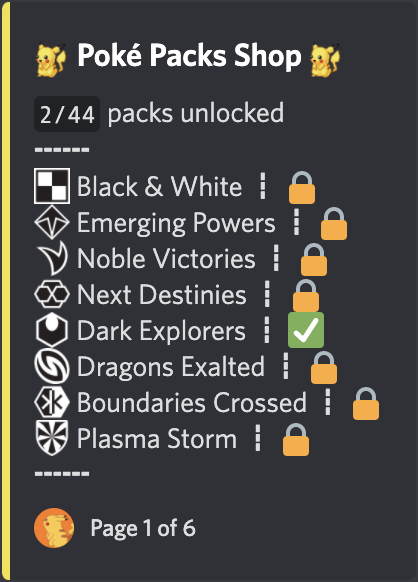 Poké Packs Shop
2/44 packs unlocked
------
Black & White ┆
Emerging Powers ┆
Noble Victories ┆
Next Destinies ┆
Dark Explorers ┆
Dragons Exalted ┆
Boundaries Crossed ┆
Plasma Storm ┆
------
Page 1 of 6